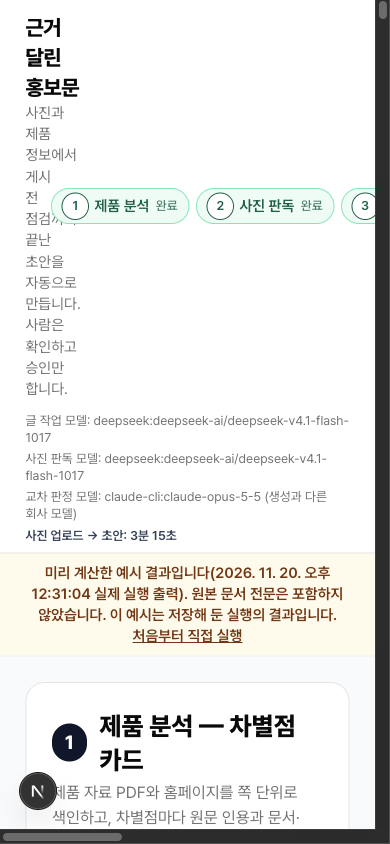 근거
달린
홍보문
사진과
제품
정보에서
게시
전
끝난
초안을
자동으로
만듭니다.
사람은
확인하고
승인만
합니다.
1 제품 분석 완료
2 사진 판독 완료
3
글 작업 모델: deepseek:deepseek-ai/deepseek-v4.1-flash-
1017
사진 판독 모델: deepseek:deepseek-ai/deepseek-v4.1-
flash-1017
교차 판정 모델: claude-cli:claude-opus-5-5 (생성과 다른
회사 모델)
사진 업로드 → 초안: 3분 15초
미리 계산한 예시 결과입니다(2026. 11. 20. 오후
12:31:04 실제 실행 출력). 원본 문서 전문은 포함하지
않았습니다. 이 예시는 저장해 둔 실행의 결과입니다.
처음부터 직접 실행
1 제품 분석 — 차별점
카드
N
제품 자료 PDF와 홈페이지를 쪽 단위로
색인하고, 차별점마다 원문 인용과 문서·